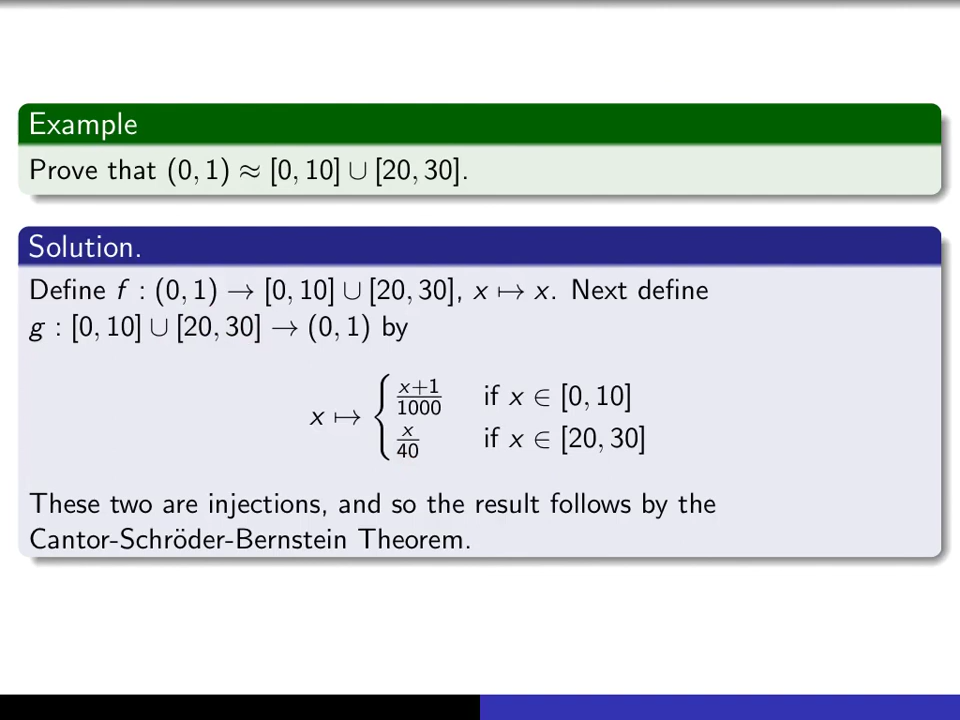 Example
Prove that (0, 1) ≈ [0, 10] ∪ [20, 30].
Solution.
Define f : (0, 1) → [0, 10] ∪ [20, 30], x ↦ x. Next define
g : [0, 10] ∪ [20, 30] → (0, 1) by
x ↦ { (x+1)/1000 if x ∈ [0, 10]
x/40 if x ∈ [20, 30]
These two are injections, and so the result follows by the
Cantor-Schröder-Bernstein Theorem.